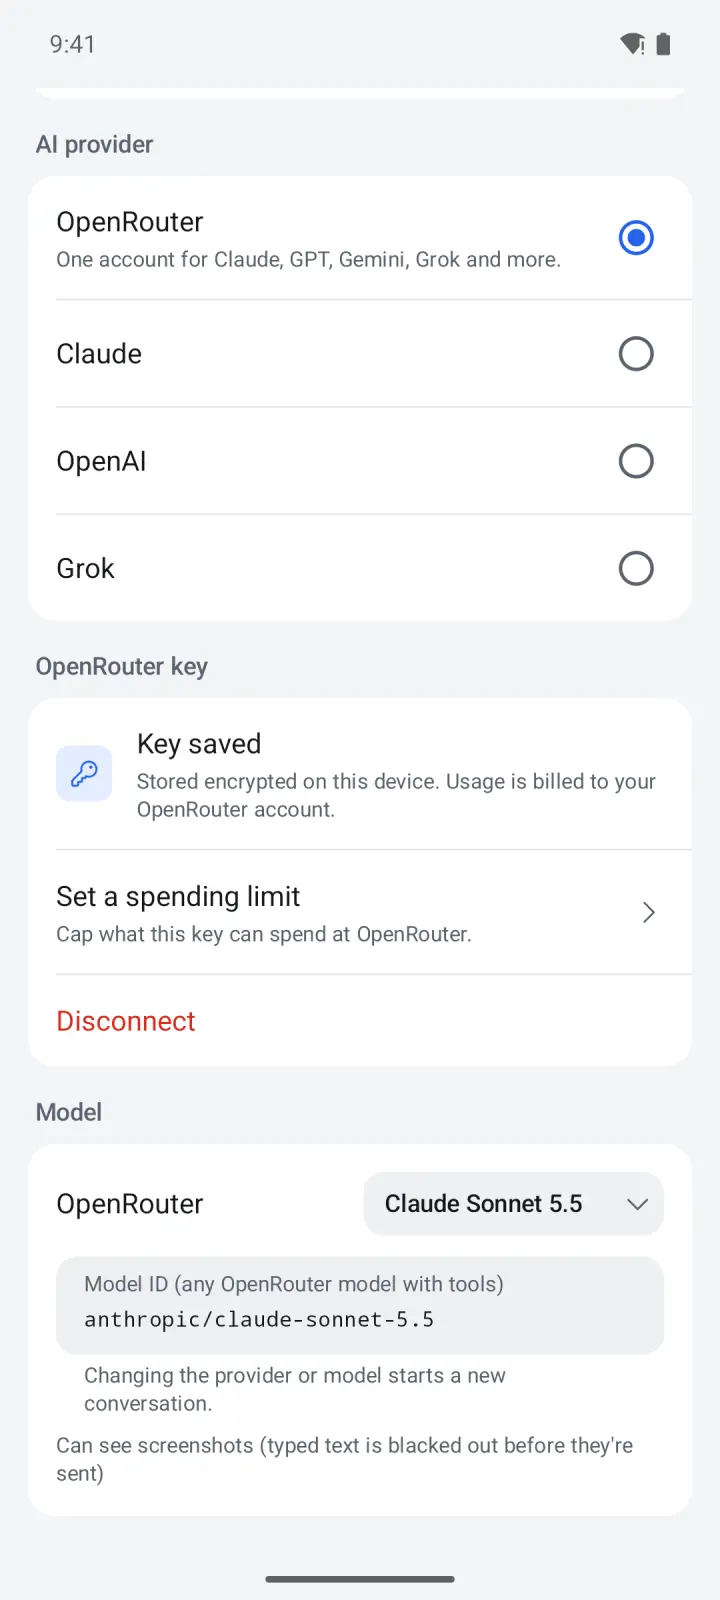 9:41
AI provider
OpenRouter
One account for Claude, GPT, Gemini, Grok and more.
Claude
OpenAI
Grok
OpenRouter key
Key saved
Stored encrypted on this device. Usage is billed to your
OpenRouter account.
Set a spending limit
Cap what this key can spend at OpenRouter.
Disconnect
Model
OpenRouter
Claude Sonnet 5.5
Model ID (any OpenRouter model with tools)
anthropic/claude-sonnet-5.5
Changing the provider or model starts a new
conversation.
Can see screenshots (typed text is blacked out before they're
sent)